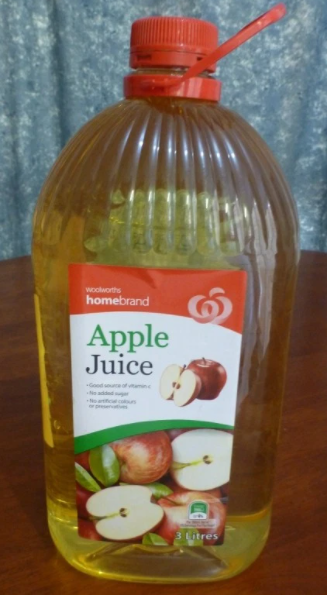 woolworths
homebrand
Apple
Juice
• Good source of vitamin c
• No added sugar
• No artificial colours
or preservatives
3 Litres